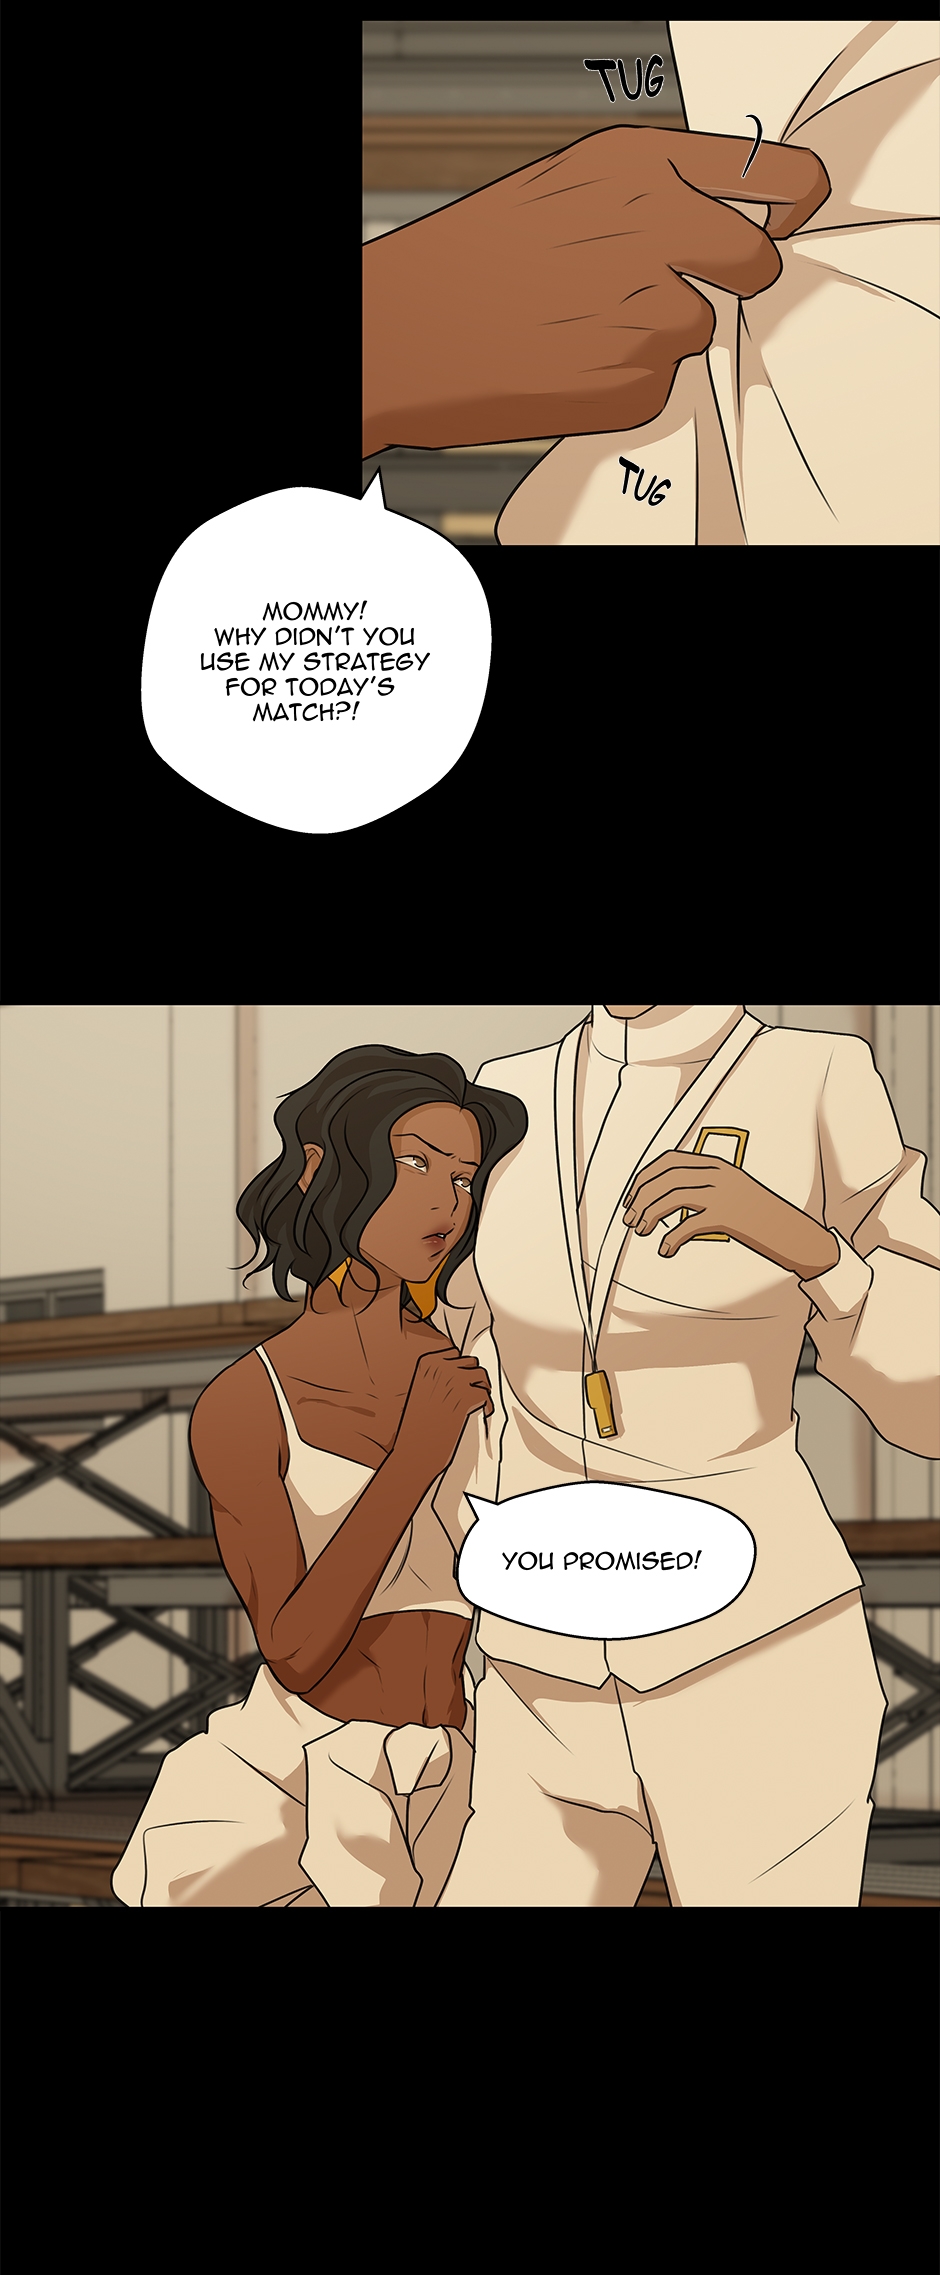 TUG
TUG
MOMMY!
WHY DIDN'T YOU
USE MY STRATEGY
FOR TODAY'S
MATCH?!
YOU PROMISED!